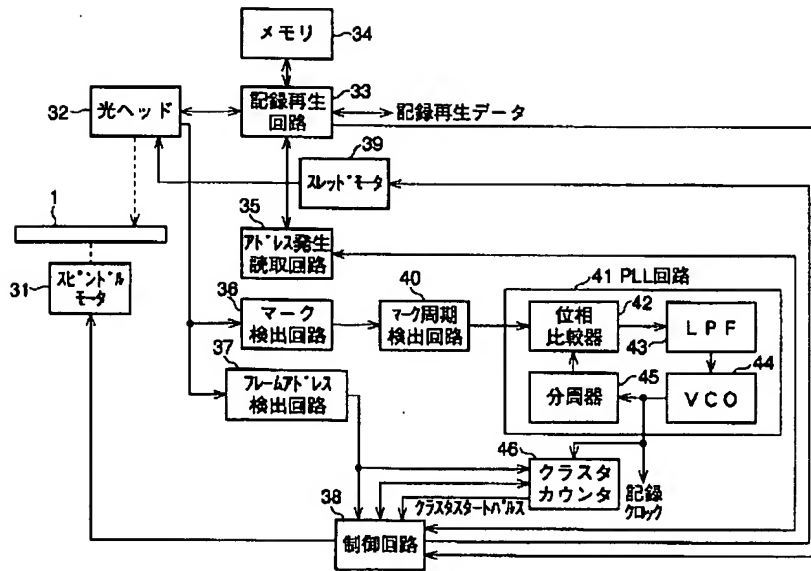 メモリ
34
32
光ヘッド
記録再生
回路
33
記録再生データ
39
スレッドモータ
1
35
アドレス発生
読取回路
31
スピンドル
モータ
36
マーク
検出回路
40
マーク周期
検出回路
41 PLL回路
位相
比較器
42
LPF
43
44
37
フレームアドレス
検出回路
分周器
45
VCO
46
クラスタ
カウンタ
記録
クロック
クラスタスタートパルス
38
制御回路